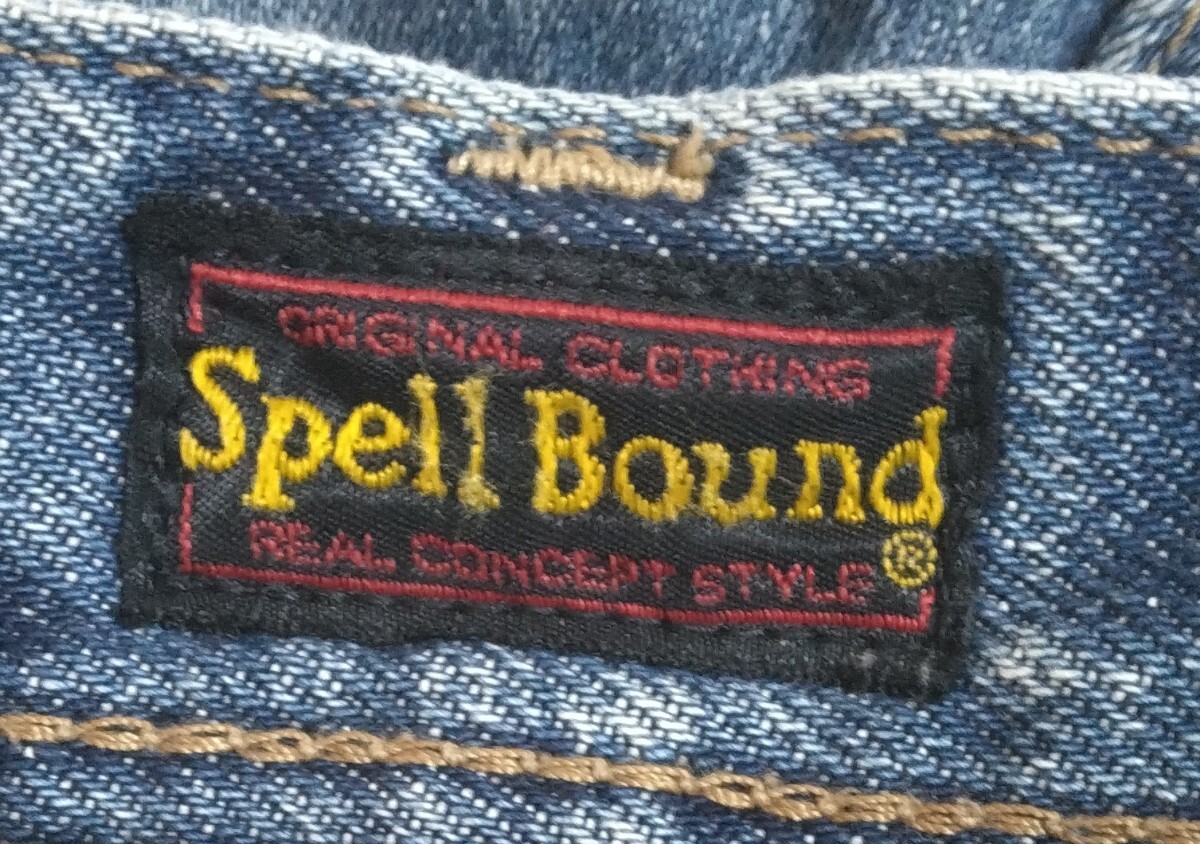 ORIGINAL CLOTHING
Spell Bound
REAL CONCEPT STYLE ®